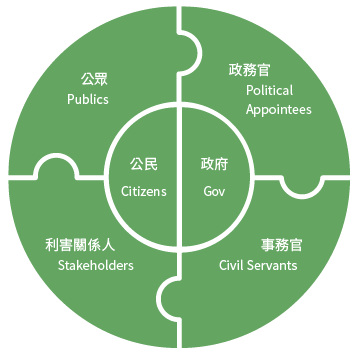 公眾
Publics
政務官
Political
Appointees
公民
Citizens
政府
Gov
利害關係人
Stakeholders
事務官
Civil Servants